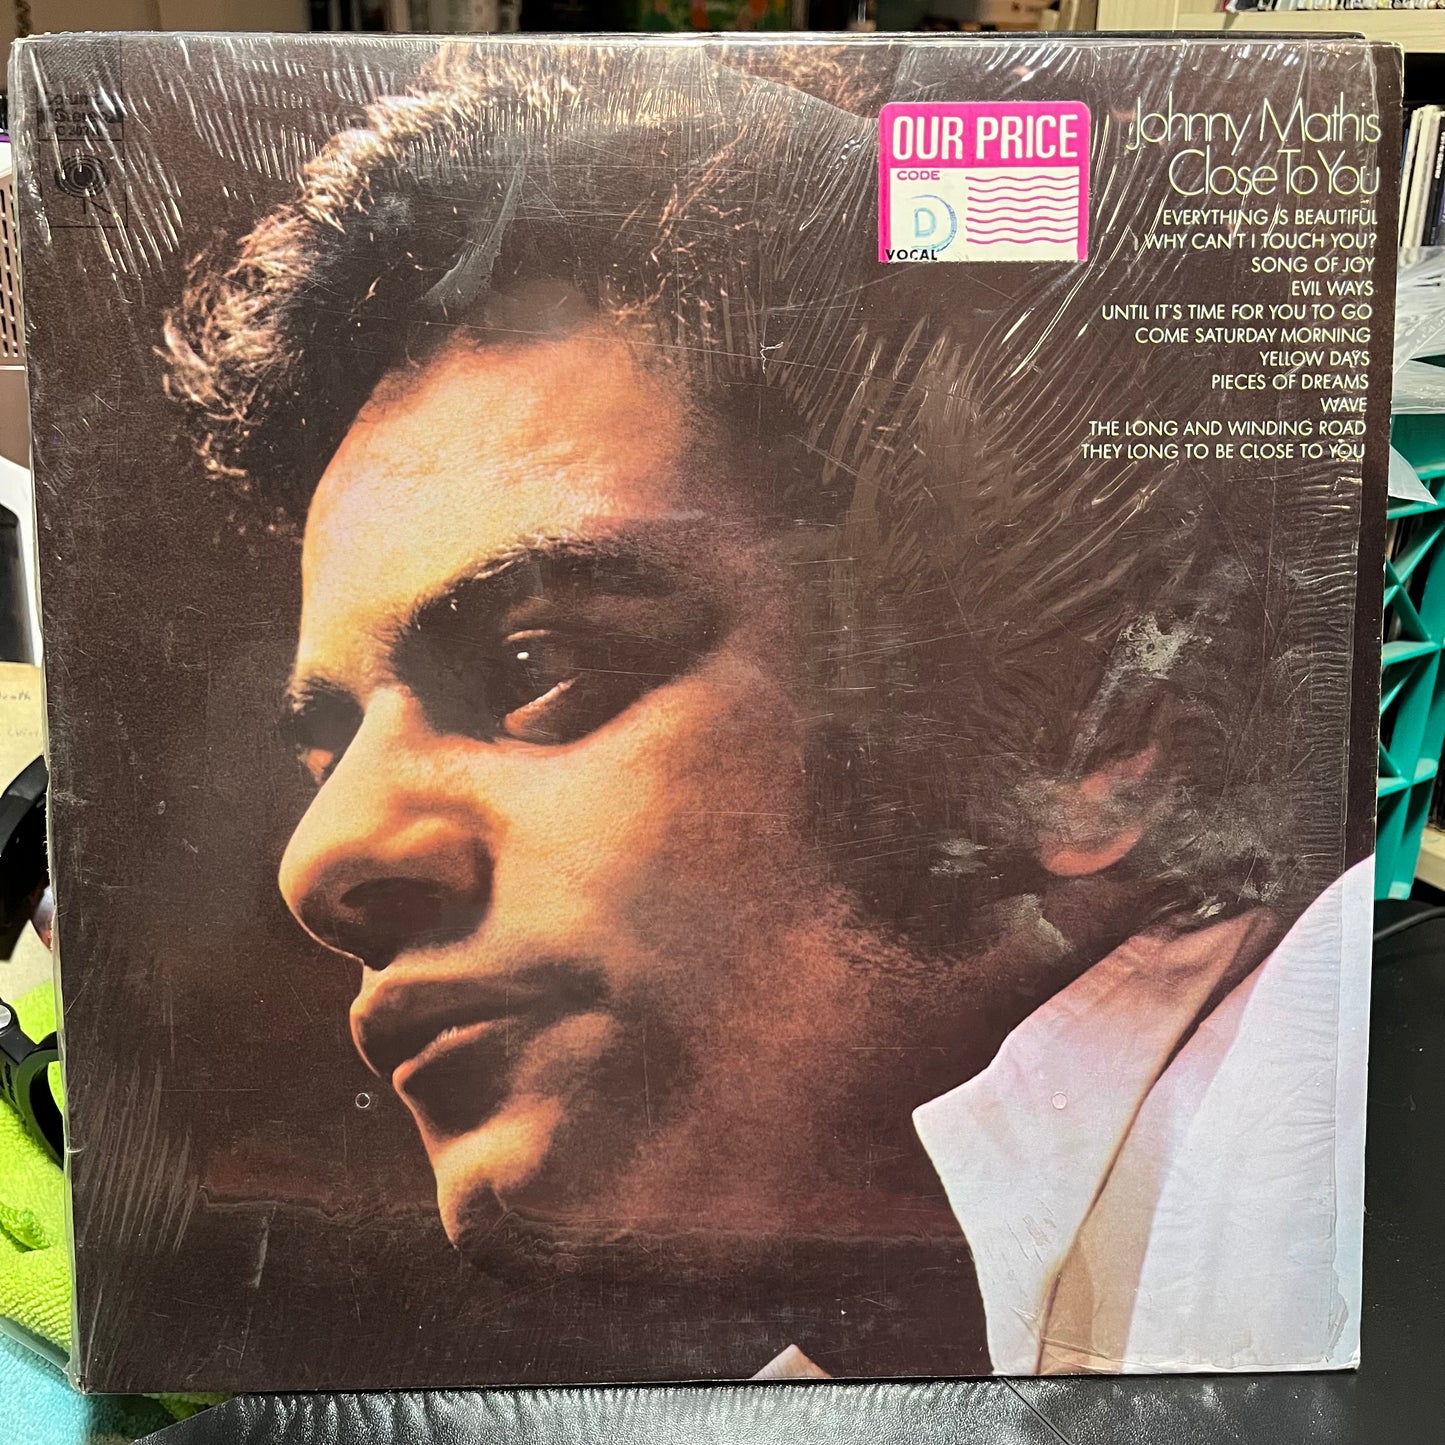 Stereo
OUR PRICE
CODE
D
VOCAL
Johnny Mathis
Close To You
EVERYTHING IS BEAUTIFUL
WHY CAN'T I TOUCH YOU?
SONG OF JOY
EVIL WAYS
UNTIL IT'S TIME FOR YOU TO GO
COME SATURDAY MORNING
YELLOW DAYS
PIECES OF DREAMS
WAVE
THE LONG AND WINDING ROAD
THEY LONG TO BE CLOSE TO YOU